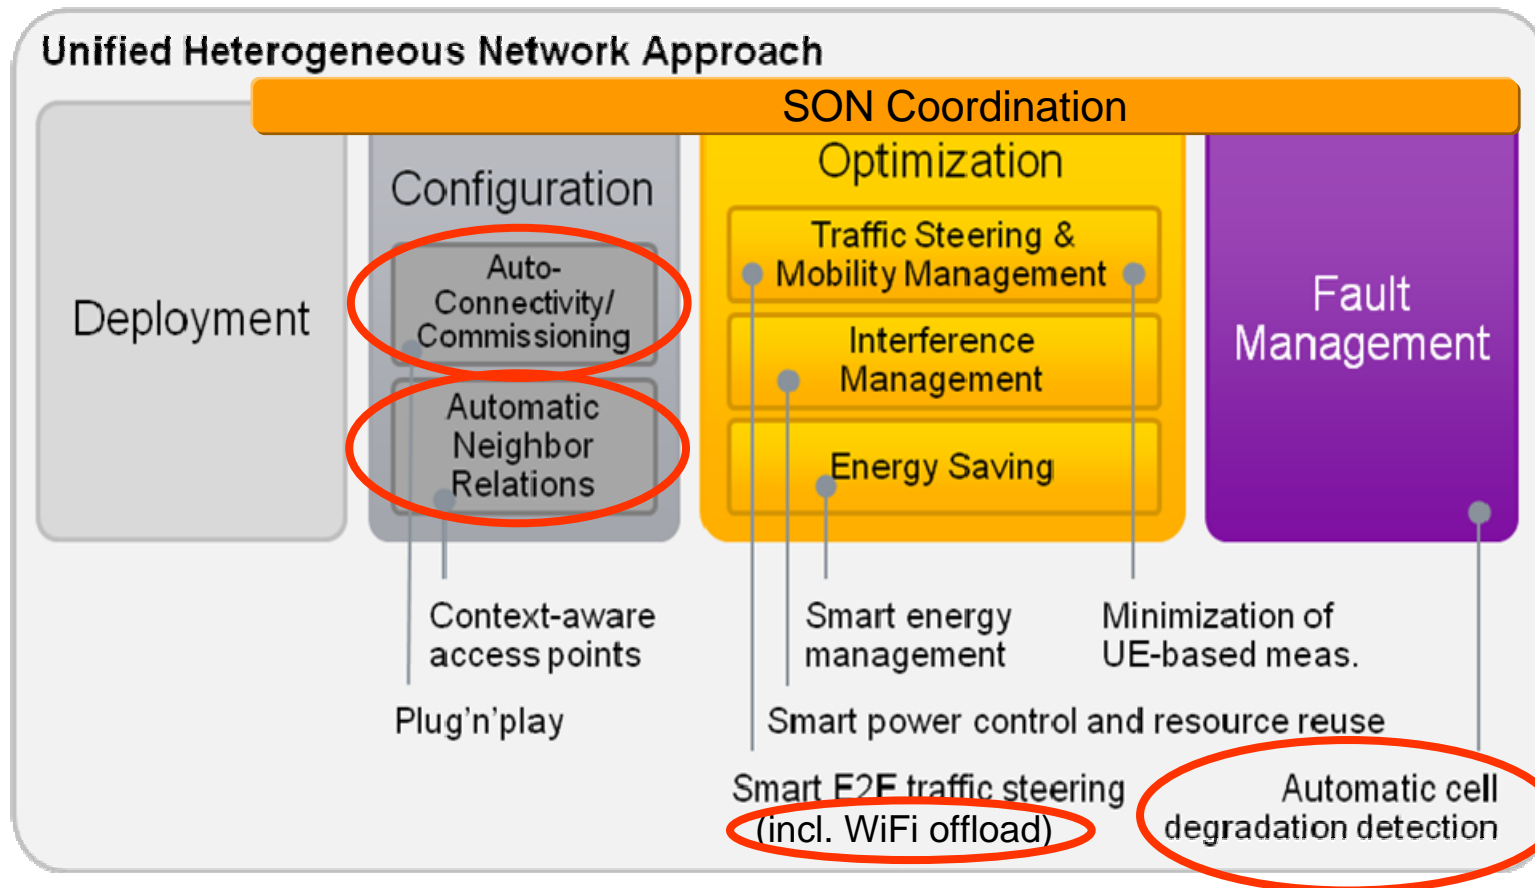 Unified Heterogeneous Network Approach
SON Coordination
Deployment
Configuration
Auto-
Connectivity/
Commissioning
Automatic
Neighbor
Relations
Optimization
Traffic Steering &
Mobility Management
Interference
Management
Energy Saving
Fault
Management
Context-aware
access points
Plug'n'play
Smart energy
management
Minimization of
UE-based meas.
Smart power control and resource reuse
Smart E2E traffic steering
(incl. WiFi offload)
Automatic cell
degradation detection